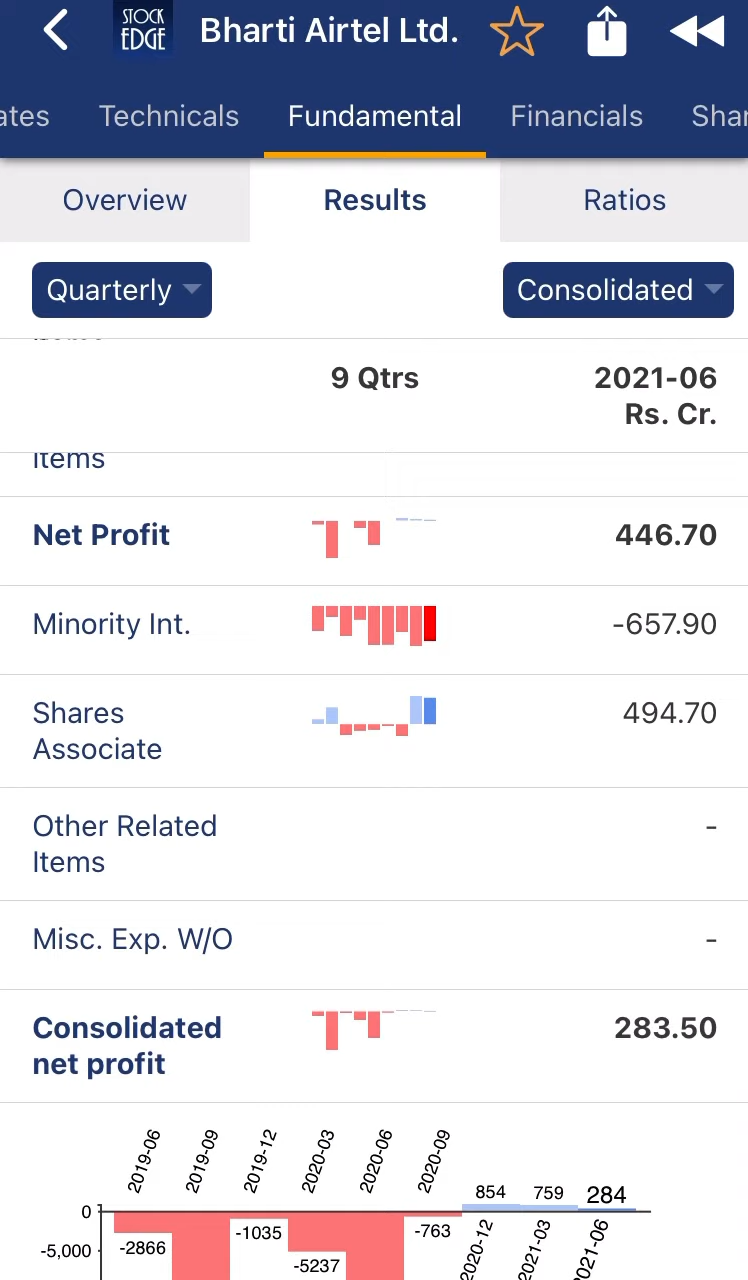 STOCK
EDGE
Bharti Airtel Ltd.
ates Technicals Fundamental Financials Shar
Overview Results Ratios
Quarterly Consolidated
9 Qtrs 2021-06
Rs. Cr.
Items
Net Profit 446.70
Minority Int. -657.90
Shares 494.70
Associate
Other Related -
Items
Misc. Exp. W/O -
Consolidated 283.50
net profit
2019-06 2019-09 2019-12 2020-03 2020-06 2020-09
854 759 284
0
-2866 -1035 -763 2020-12 2021-03 2021-06
-5,000 -5237